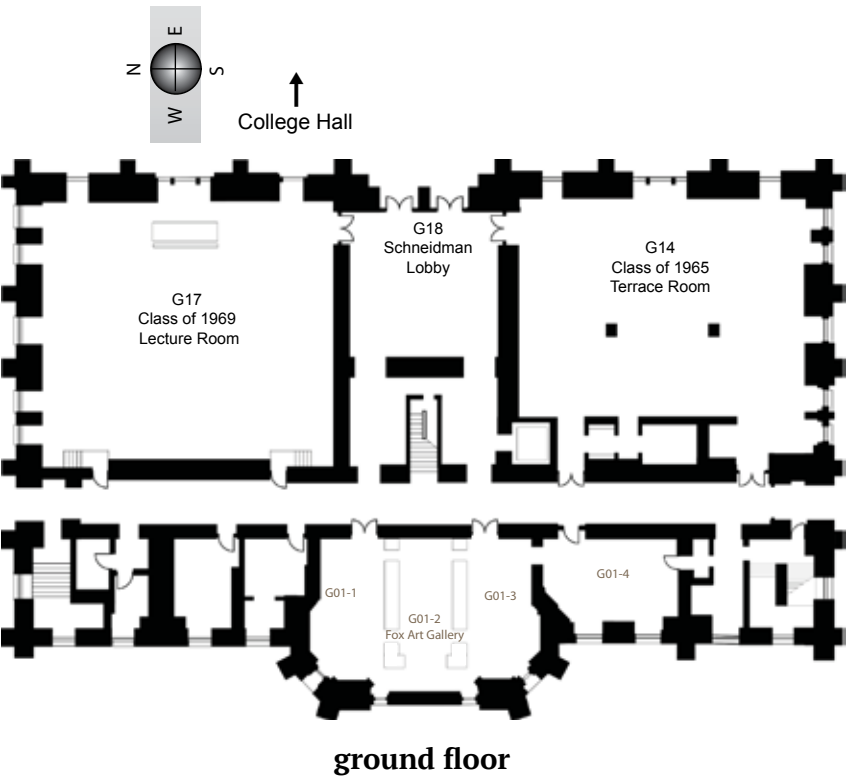 E
N
S
W
College Hall
G18
Schneidman
Lobby
G14
Class of 1965
Terrace Room
G17
Class of 1969
Lecture Room
G01-1
G01-2
Fox Art Gallery
G01-3
G01-4
ground floor